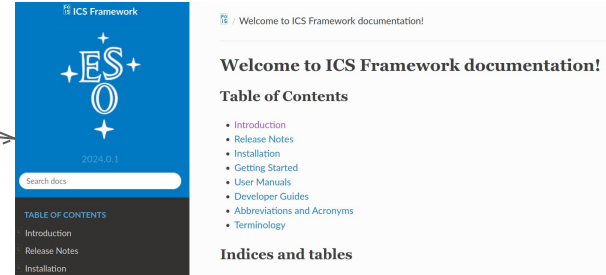 ICS Framework
ESO
2024.0.1
Search docs
TABLE OF CONTENTS
Introduction
Release Notes
Installation
/ Welcome to ICS Framework documentation!
Welcome to ICS Framework documentation!
Table of Contents
• Introduction
• Release Notes
• Installation
• Getting Started
• User Manuals
• Developer Guides
• Abbreviations and Acronyms
• Terminology
Indices and tables